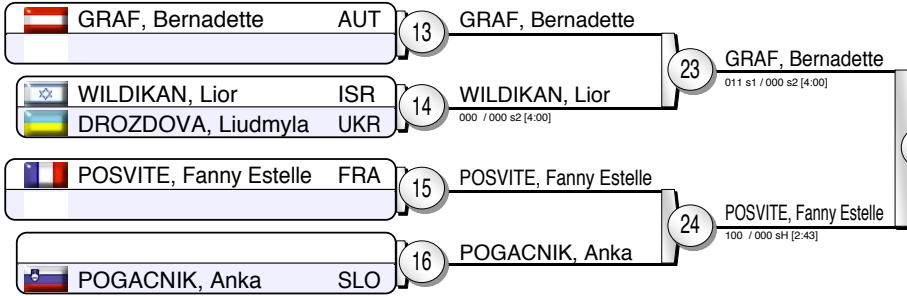 GRAF, Bernadette AUT
13
GRAF, Bernadette
23
GRAF, Bernadette
011 s1 / 000 s2 [4:00]
WILDIKAN, Lior ISR
DROZDOVA, Liudmyla UKR
14
WILDIKAN, Lior
000 / 000 s2 [4:00]
POSVITE, Fanny Estelle FRA
15
POSVITE, Fanny Estelle
24
POSVITE, Fanny Estelle
100 / 000 sH [2:43]
POGACNIK, Anka SLO
16
POGACNIK, Anka